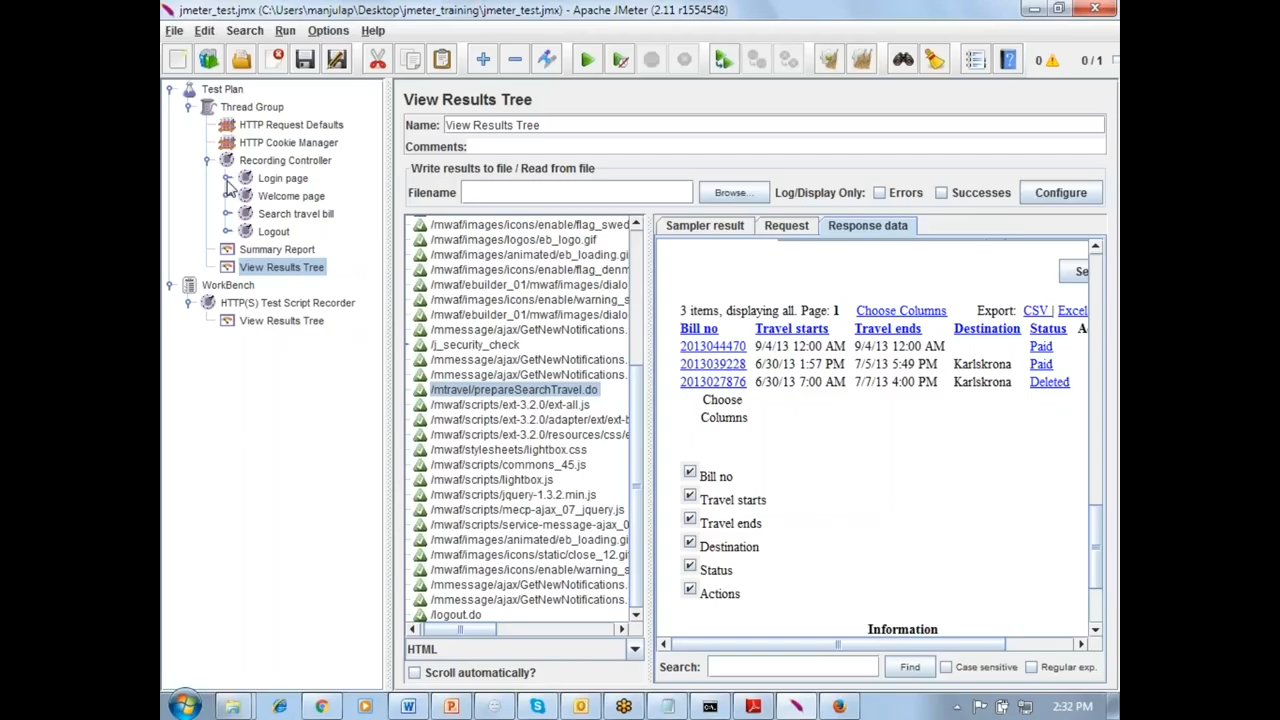 jmeter_test.jmx (C:\Users\manjulap\Desktop\jmeter_training\jmeter_test.jmx) - Apache JMeter (2.11 r1554548)
File Edit Search Run Options Help
0 0 / 1
Test Plan
Thread Group
HTTP Request Defaults
HTTP Cookie Manager
Recording Controller
Login page
Welcome page
Search travel bill
Logout
Summary Report
View Results Tree
WorkBench
HTTP(S) Test Script Recorder
View Results Tree
View Results Tree
Name: View Results Tree
Comments:
Write results to file / Read from file
Filename Browse... Log/Display Only: Errors Successes Configure
/mwaf/images/icons/enable/flag_swed
/mwaf/images/logos/eb_logo.gif
/mwaf/images/animated/eb_loading.gi
/mwaf/images/icons/enable/flag_denm
/mwaf/ebuilder_01/mwaf/images/dialo
/mwaf/images/icons/enable/warning_s
/mwaf/ebuilder_01/mwaf/images/dialo
/mmessage/ajax/GetNewNotifications.
/j_security_check
/mmessage/ajax/GetNewNotifications.
/mmessage/ajax/GetNewNotifications.
/mtravel/prepareSearchTravel.do
/mwaf/scripts/ext-3.2.0/ext-all.js
/mwaf/scripts/ext-3.2.0/adapter/ext/ext-b
/mwaf/scripts/ext-3.2.0/resources/css/e
/mwaf/stylesheets/lightbox.css
/mwaf/scripts/commons_45.js
/mwaf/scripts/lightbox.js
/mwaf/scripts/jquery-1.3.2.min.js
/mwaf/scripts/mecp-ajax_07_jquery.js
/mwaf/scripts/service-message-ajax_0
/mwaf/images/animated/eb_loading.gi
/mwaf/images/icons/static/close_12.gi
/mwaf/images/icons/enable/warning_s
/mmessage/ajax/GetNewNotifications.
/mmessage/ajax/GetNewNotifications.
/logout.do
HTML
Scroll automatically?
Sampler result Request Response data
Se
3 items, displaying all. Page: 1 Choose Columns Export: CSV | Excel
Bill no Travel starts Travel ends Destination Status A
2013044470 9/4/13 12:00 AM 9/4/13 12:00 AM Paid
2013039228 6/30/13 1:57 PM 7/5/13 5:49 PM Karlskrona Paid
2013027876 6/30/13 7:00 AM 7/7/13 4:00 PM Karlskrona Deleted
Choose
Columns
Bill no
Travel starts
Travel ends
Destination
Status
Actions
Information
Search: Find Case sensitive Regular exp.
2:32 PM